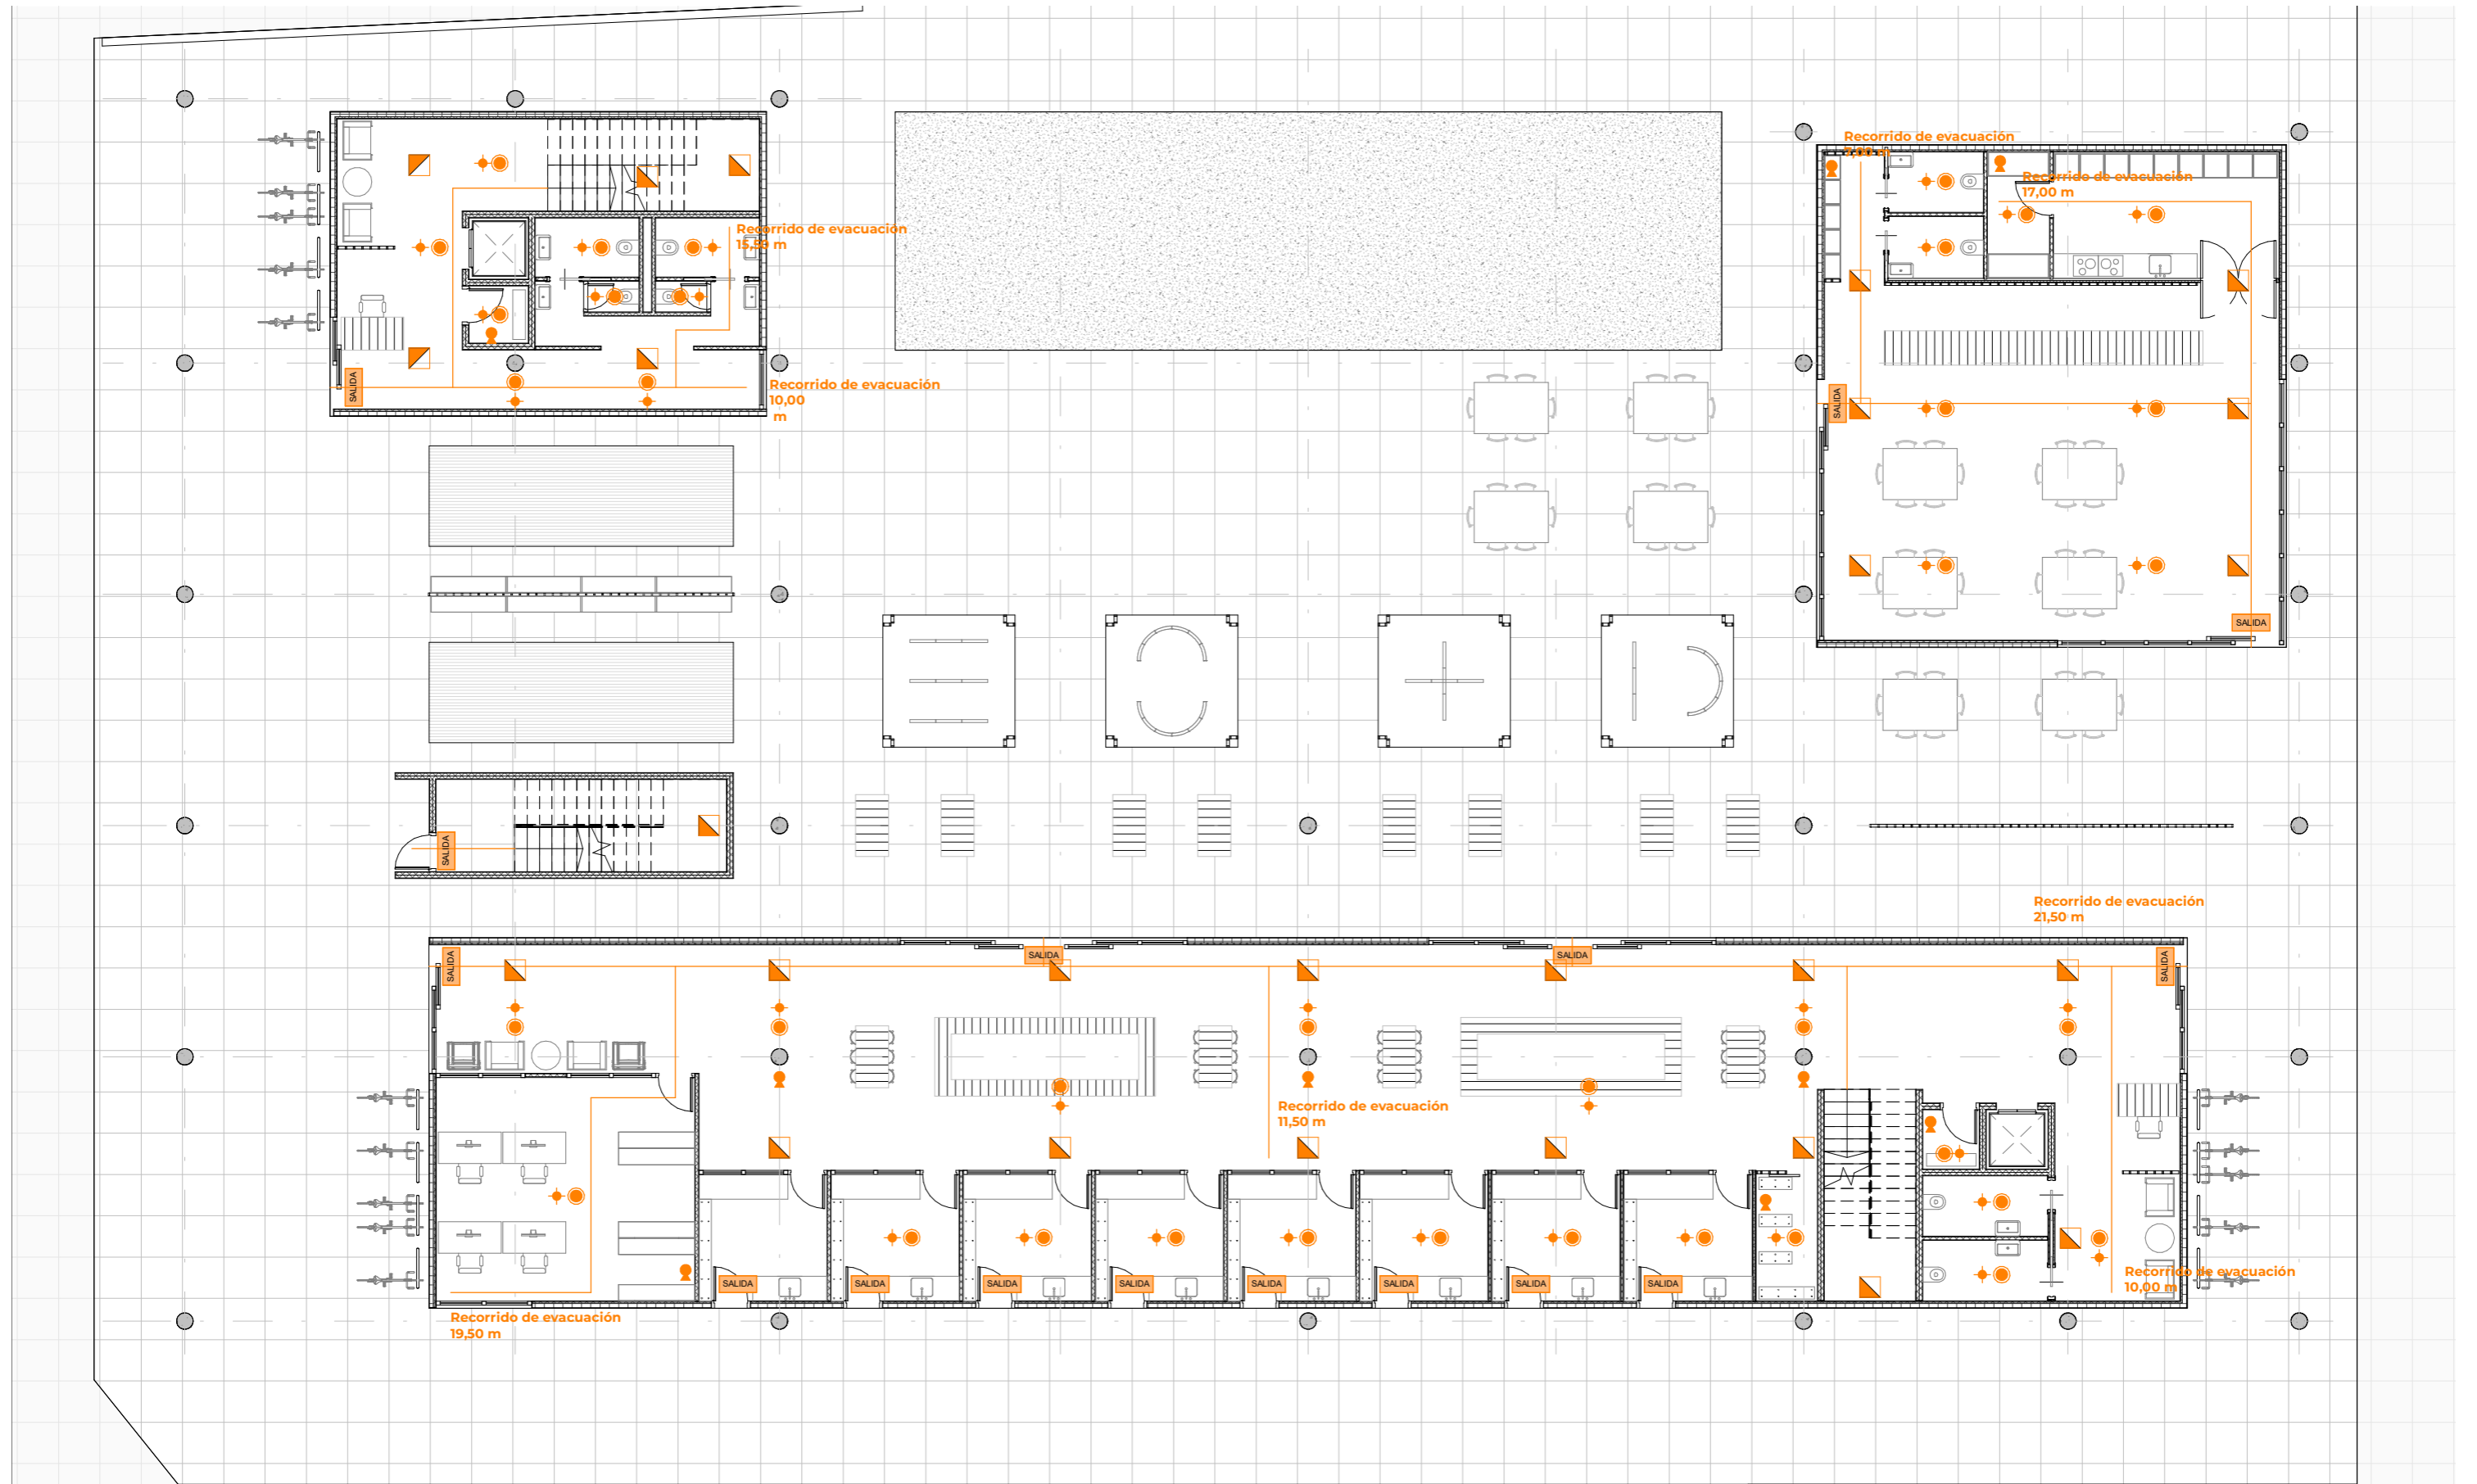 Recorrido de evacuación
7,00 m
Recorrido de evacuación
17,00 m
Recorrido de evacuación
15,50 m
SALIDA
Recorrido de evacuación
10,00
m
SALIDA
SALIDA
SALIDA
Recorrido de evacuación
21,50 m
SALIDA
SALIDA
SALIDA
SALIDA
Recorrido de evacuación
11,50 m
SALIDA
SALIDA
SALIDA
SALIDA
SALIDA
SALIDA
SALIDA
SALIDA
Recorrido de evacuación
10,00 m
Recorrido de evacuación
19,50 m